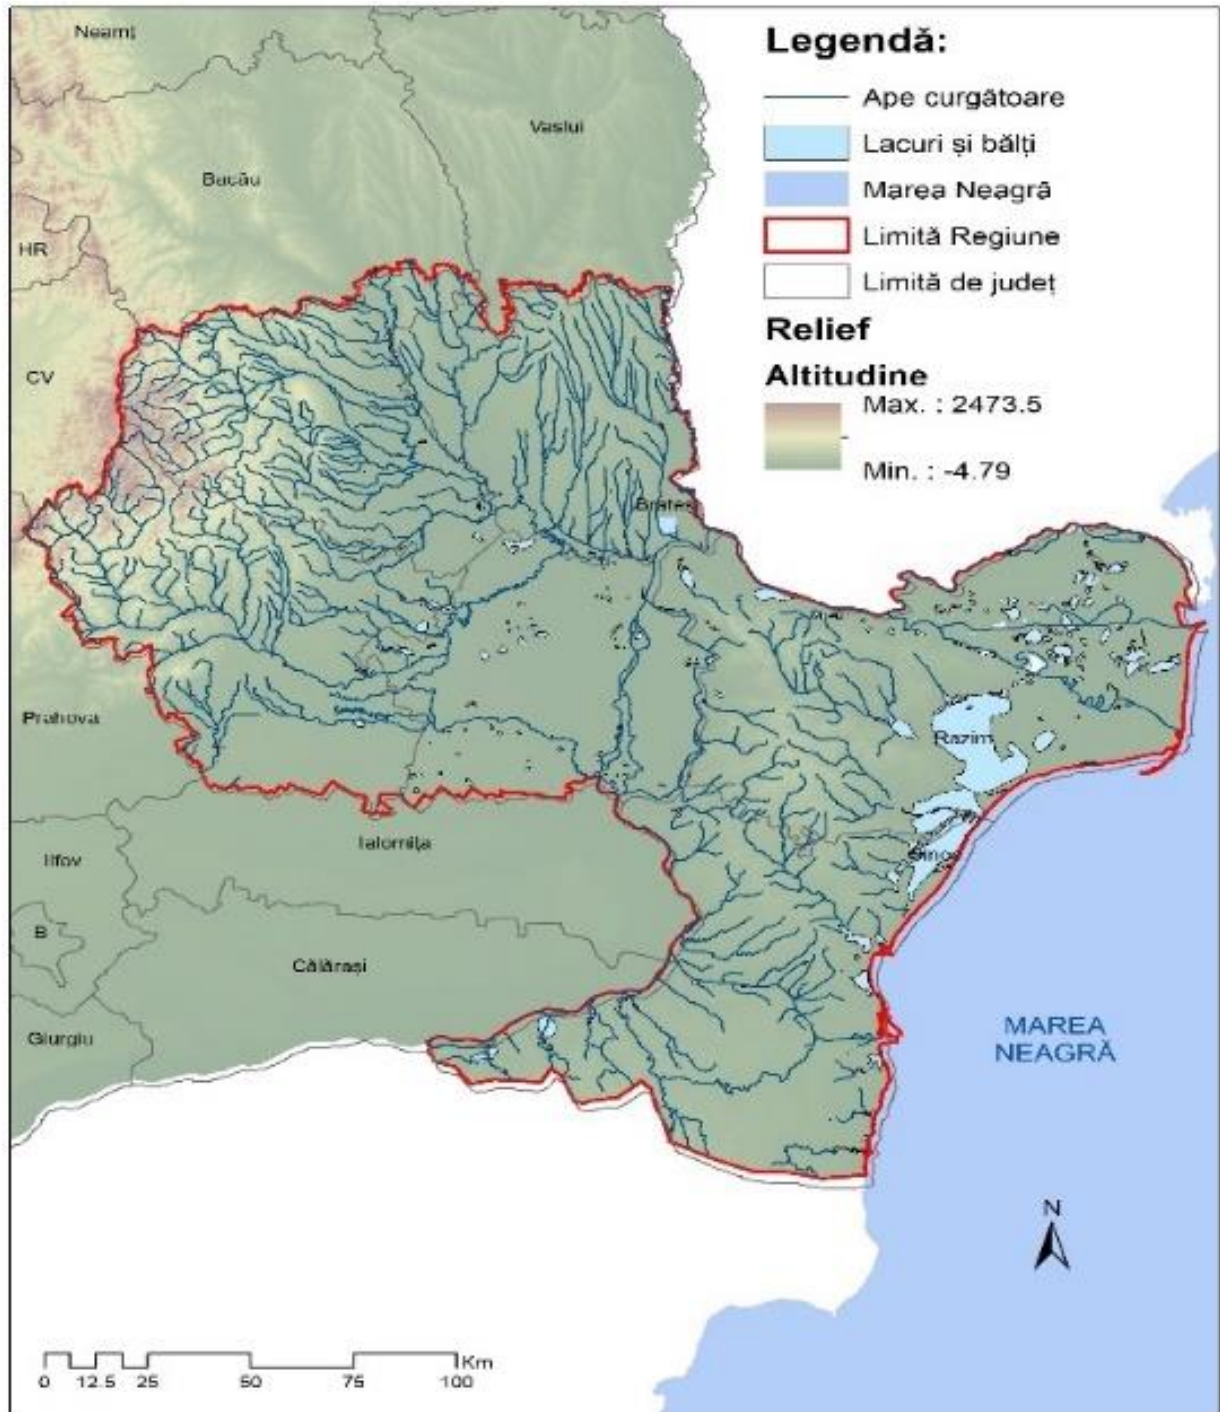 Neamț
Vaslui
Bacău
HR
CV
Legendă:
Ape curgătoare
Lacuri și bălți
Marea Neagră
Limită Regiune
Limită de județ
Relief
Altitudine
Max. : 2473.5
Min. : -4.79
Prahova
Razim
Ialomița
Ilfov
B
Călărași
Giurgiu
MAREA
NEAGRĂ
N
Km
0 12.5 25 50 75 100